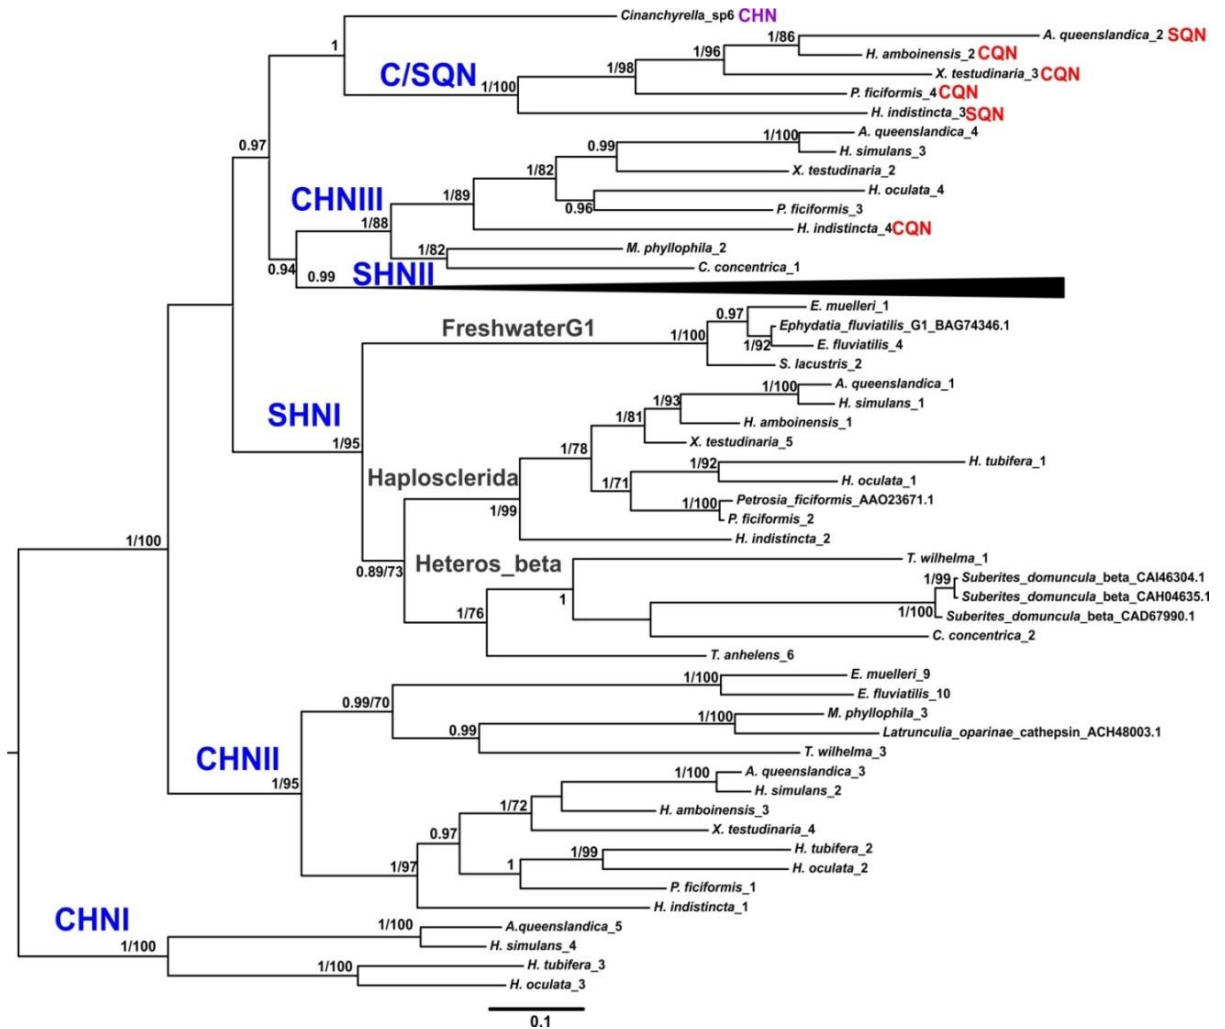 Cinanchyrella_sp6 CHN
1/86
A. queenslandica_2 SQN
1
1/96
H. amboinensis_2 CQN
C/SQN
1/98
X. testudinaria_3 CQN
1/100
P. ficiformis_4 CQN
H. indistincta_3 SQN
1/100
A. queenslandica_4
0.97
0.99
H. simulans_3
1/82
X. testudinaria_2
CHNIII
1/89
H. oculata_4
0.96
P. ficiformis_3
1/88
H. indistincta_4 CQN
1/82
M. phyllophila_2
0.94
0.99
SHNII
C. concentrica_1
0.97
E. muelleri_1
FreshwaterG1
Ephydatia_fluviatilis_G1_BAG74346.1
1/100
1/92
E. fluviatilis_4
S. lacustris_2
1/100
A. queenslandica_1
SHNI
1/93
H. simulans_1
1/81
H. amboinensis_1
1/95
1/78
X. testudinaria_5
1/92
H. tubifera_1
Haplosclerida
1/71
H. oculata_1
1/100
Petrosia_ficiformis_AAO23671.1
1/99
P. ficiformis_2
H. indistincta_2
1/100
0.89/73
Heteros_beta
T. wilhelma_1
1/99
Suberites_domuncula_beta_CAI46304.1
1
Suberites_domuncula_beta_CAH04635.1
1/76
1/100
Suberites_domuncula_beta_CAD67990.1
C. concentrica_2
T. anhelens_6
1/100
E. muelleri_9
0.99/70
E. fluviatilis_10
1/100
M. phyllophila_3
0.99
Latrunculia_oparinae_cathepsin_ACH48003.1
CHNII
T. wilhelma_3
1/95
1/100
A. queenslandica_3
H. simulans_2
1/72
H. amboinensis_3
0.97
X. testudinaria_4
1/99
H. tubifera_2
1/97
1
H. oculata_2
P. ficiformis_1
H. indistincta_1
CHNI
1/100
A.queenslandica_5
1/100
H. simulans_4
1/100
H. tubifera_3
H. oculata_3
0.1